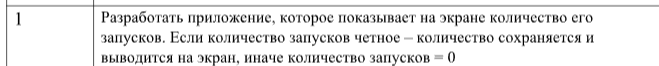 1
Разработать приложение, которое показывает на экране количество его
запусков. Если количество запусков четное – количество сохраняется и
выводится на экран, иначе количество запусков = 0